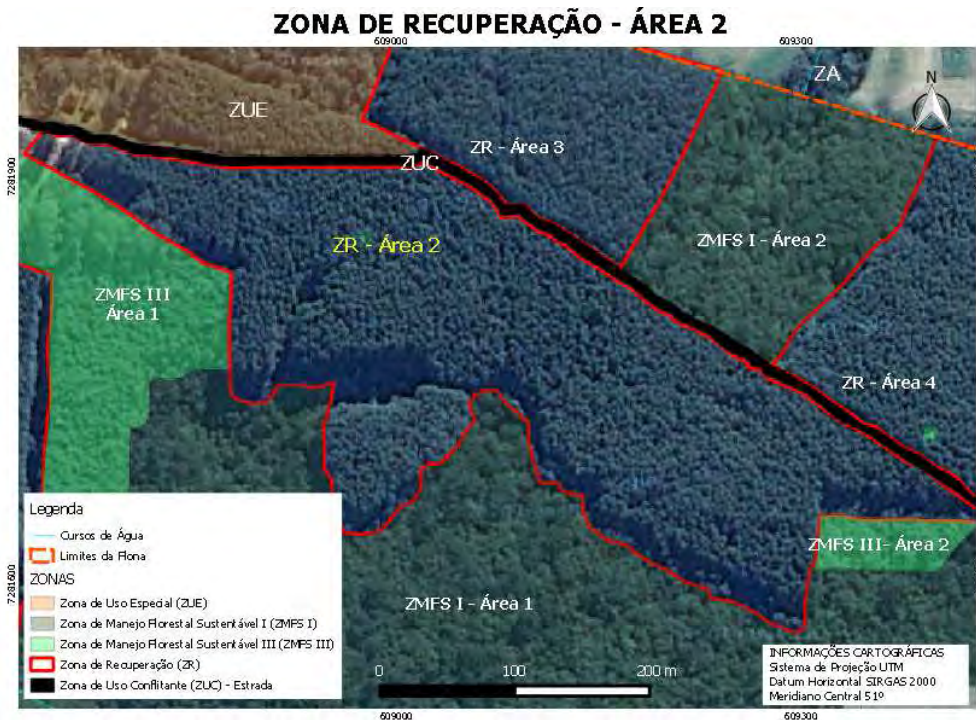 ZONA DE RECUPERAÇÃO - ÁREA 2
609000
609300
ZA
N
ZUE
ZR - Área 3
ZUC
7281900
ZR - Área 2
ZMFS I - Área 2
ZMFS III
Área 1
ZR - Área 4
Legenda
Cursos de Água
Limites da Flona
ZONAS
Zona de Uso Especial (ZUE)
Zona de Manejo Florestal Sustentável I (ZMFS I)
Zona de Manejo Florestal Sustentável III (ZMFS III)
Zona de Recuperação (ZR)
Zona de Uso Conflitante (ZUC) - Estrada
7281600
ZMFS III- Área 2
ZMFS I - Área 1
0 100 200 m
INFORMAÇÕES CARTOGRÁFICAS
Sistema de Projeção UTM
Datum Horizontal SIRGAS 2000
Meridiano Central 51º
609000
609300